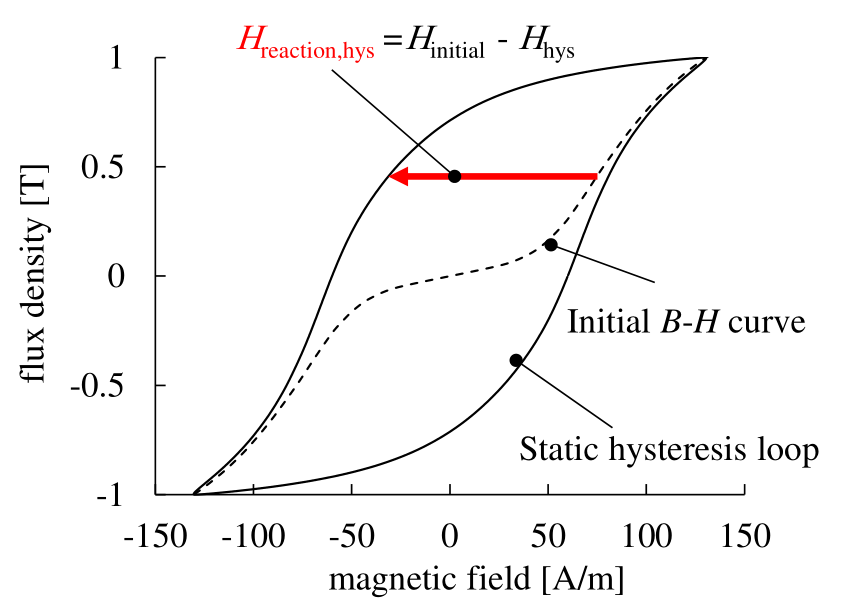 H_reaction,hys = H_initial - H_hys
1
0.5
0
-0.5
-1
flux density [T]
Initial B-H curve
Static hysteresis loop
-150 -100 -50 0 50 100 150
magnetic field [A/m]